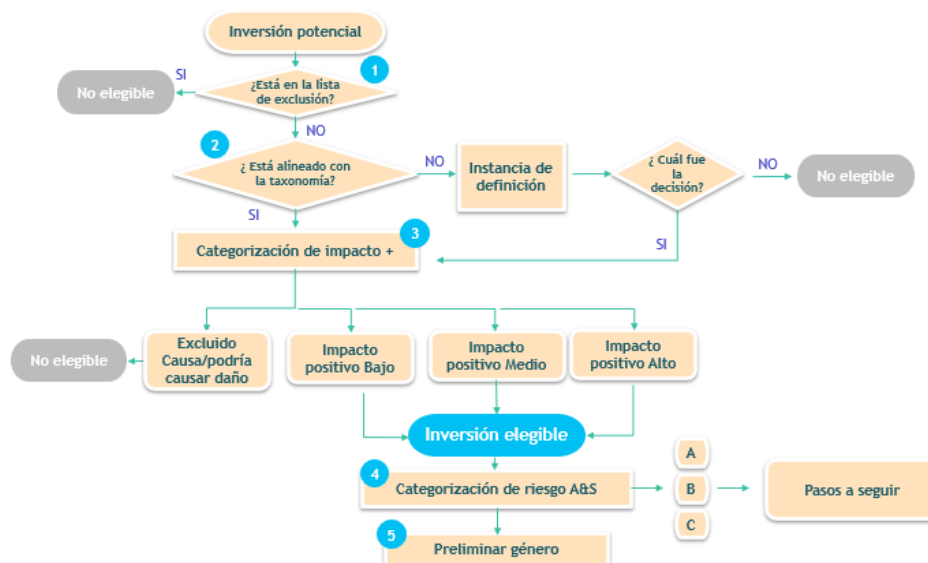 Inversión potencial
1
¿Está en la lista
de exclusión?
SI
No elegible
NO
2
¿ Está alineado con
la taxonomía?
NO
Instancia de
definición
¿ Cuál fue
la
decisión?
NO
No elegible
SI
SI
3
Categorización de impacto +
Excluido
Causa/podría
causar daño
No elegible
Impacto
positivo Bajo
Impacto
positivo Medio
Impacto
positivo Alto
Inversión elegible
4
Categorización de riesgo A&S
A
B
C
Pasos a seguir
5
Preliminar género